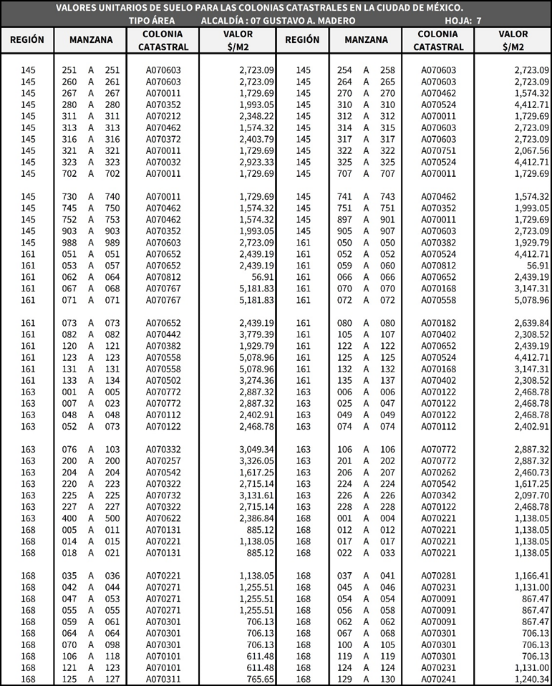 VALORES UNITARIOS DE SUELO PARA LAS COLONIAS CATASTRALES EN LA CIUDAD DE MÉXICO.
TIPO ÁREA ALCALDÍA : 07 GUSTAVO A. MADERO HOJA: 7
REGIÓN MANZANA COLONIA CATASTRAL VALOR $/M2 REGIÓN MANZANA COLONIA CATASTRAL VALOR $/M2
145 251 A 251 A070603 2,723.09 145 254 A 258 A070603 2,723.09
145 260 A 261 A070603 2,723.09 145 264 A 265 A070603 2,723.09
145 267 A 267 A070011 1,729.69 145 270 A 270 A070462 1,574.32
145 280 A 280 A070352 1,993.05 145 310 A 310 A070524 4,412.71
145 311 A 311 A070212 2,348.22 145 312 A 312 A070011 1,729.69
145 313 A 313 A070462 1,574.32 145 314 A 315 A070603 2,723.09
145 316 A 316 A070372 2,403.79 145 317 A 317 A070603 2,723.09
145 321 A 321 A070011 1,729.69 145 322 A 322 A070751 2,067.56
145 323 A 323 A070032 2,923.33 145 325 A 325 A070524 4,412.71
145 702 A 702 A070011 1,729.69 145 707 A 707 A070011 1,729.69
145 730 A 740 A070011 1,729.69 145 741 A 743 A070462 1,574.32
145 745 A 750 A070462 1,574.32 145 751 A 751 A070352 1,993.05
145 752 A 753 A070462 1,574.32 145 897 A 901 A070011 1,729.69
145 903 A 903 A070352 1,993.05 145 905 A 907 A070603 2,723.09
145 988 A 989 A070603 2,723.09 161 050 A 050 A070382 1,929.79
161 051 A 051 A070652 2,439.19 161 052 A 052 A070524 4,412.71
161 053 A 057 A070652 2,439.19 161 059 A 060 A070812 56.91
161 062 A 064 A070812 56.91 161 066 A 066 A070652 2,439.19
161 067 A 068 A070767 5,181.83 161 070 A 070 A070168 3,147.31
161 071 A 071 A070767 5,181.83 161 072 A 072 A070558 5,078.96
161 073 A 073 A070652 2,439.19 161 080 A 080 A070182 2,639.84
161 082 A 082 A070442 3,779.39 161 105 A 107 A070402 2,308.52
161 120 A 121 A070382 1,929.79 161 122 A 122 A070652 2,439.19
161 123 A 123 A070558 5,078.96 161 125 A 125 A070524 4,412.71
161 131 A 131 A070558 5,078.96 161 132 A 132 A070168 3,147.31
161 133 A 134 A070502 3,274.36 161 135 A 137 A070402 2,308.52
163 001 A 005 A070772 2,887.32 163 006 A 006 A070122 2,468.78
163 007 A 023 A070772 2,887.32 163 025 A 047 A070122 2,468.78
163 048 A 048 A070112 2,402.91 163 049 A 049 A070122 2,468.78
163 052 A 073 A070122 2,468.78 163 074 A 074 A070112 2,402.91
163 076 A 103 A070332 3,049.34 163 106 A 106 A070772 2,887.32
163 200 A 200 A070257 3,326.05 163 201 A 202 A070772 2,887.32
163 204 A 204 A070542 1,617.25 163 206 A 207 A070262 2,460.73
163 220 A 223 A070322 2,715.14 163 224 A 224 A070542 1,617.25
163 225 A 225 A070732 3,131.61 163 226 A 226 A070342 2,097.70
163 227 A 227 A070322 2,715.14 163 228 A 228 A070122 2,468.78
163 400 A 500 A070622 2,386.84 168 001 A 004 A070221 1,138.05
168 005 A 011 A070131 885.12 168 012 A 012 A070221 1,138.05
168 014 A 015 A070221 1,138.05 168 017 A 017 A070221 1,138.05
168 018 A 021 A070131 885.12 168 022 A 033 A070221 1,138.05
168 035 A 036 A070221 1,138.05 168 037 A 041 A070281 1,166.41
168 042 A 044 A070271 1,255.51 168 045 A 046 A070231 1,131.00
168 047 A 053 A070271 1,255.51 168 054 A 054 A070091 867.47
168 055 A 055 A070271 1,255.51 168 056 A 058 A070091 867.47
168 059 A 061 A070301 706.13 168 062 A 062 A070091 867.47
168 064 A 064 A070301 706.13 168 067 A 068 A070301 706.13
168 070 A 098 A070301 706.13 168 100 A 105 A070301 706.13
168 106 A 118 A070101 611.48 168 119 A 119 A070301 706.13
168 121 A 123 A070101 611.48 168 124 A 124 A070231 1,131.00
168 125 A 127 A070311 765.65 168 129 A 130 A070241 1,240.34